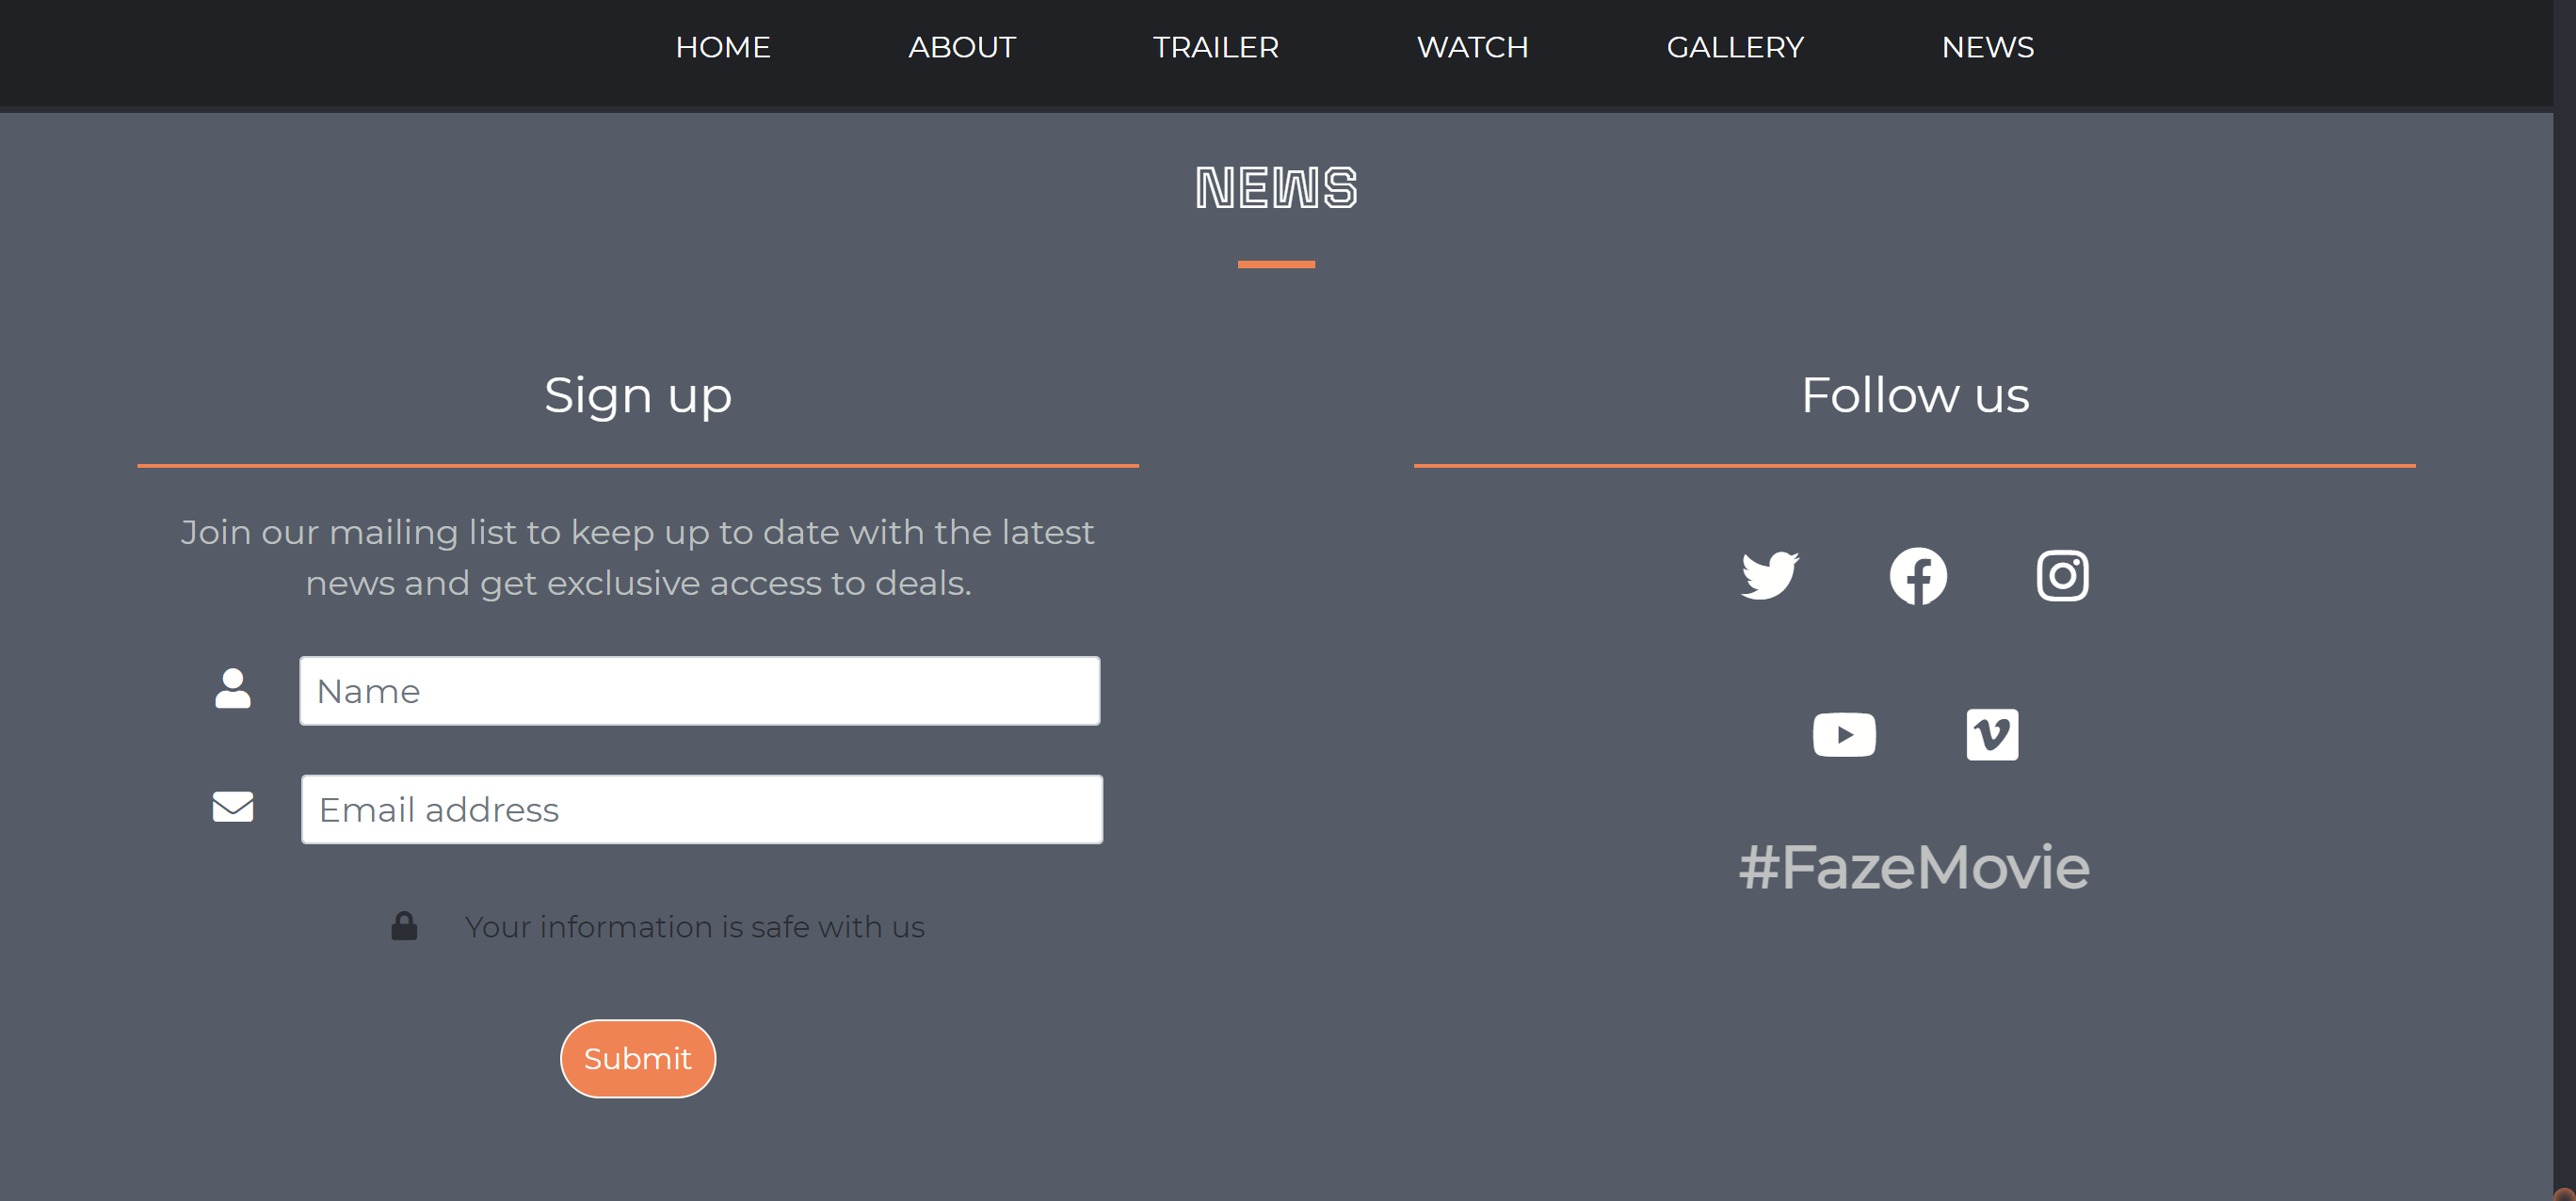 HOME ABOUT TRAILER WATCH GALLERY NEWS
NEWS
Sign up
Join our mailing list to keep up to date with the latest
news and get exclusive access to deals.
Name
Email address
Your information is safe with us
Submit
Follow us
#FazeMovie